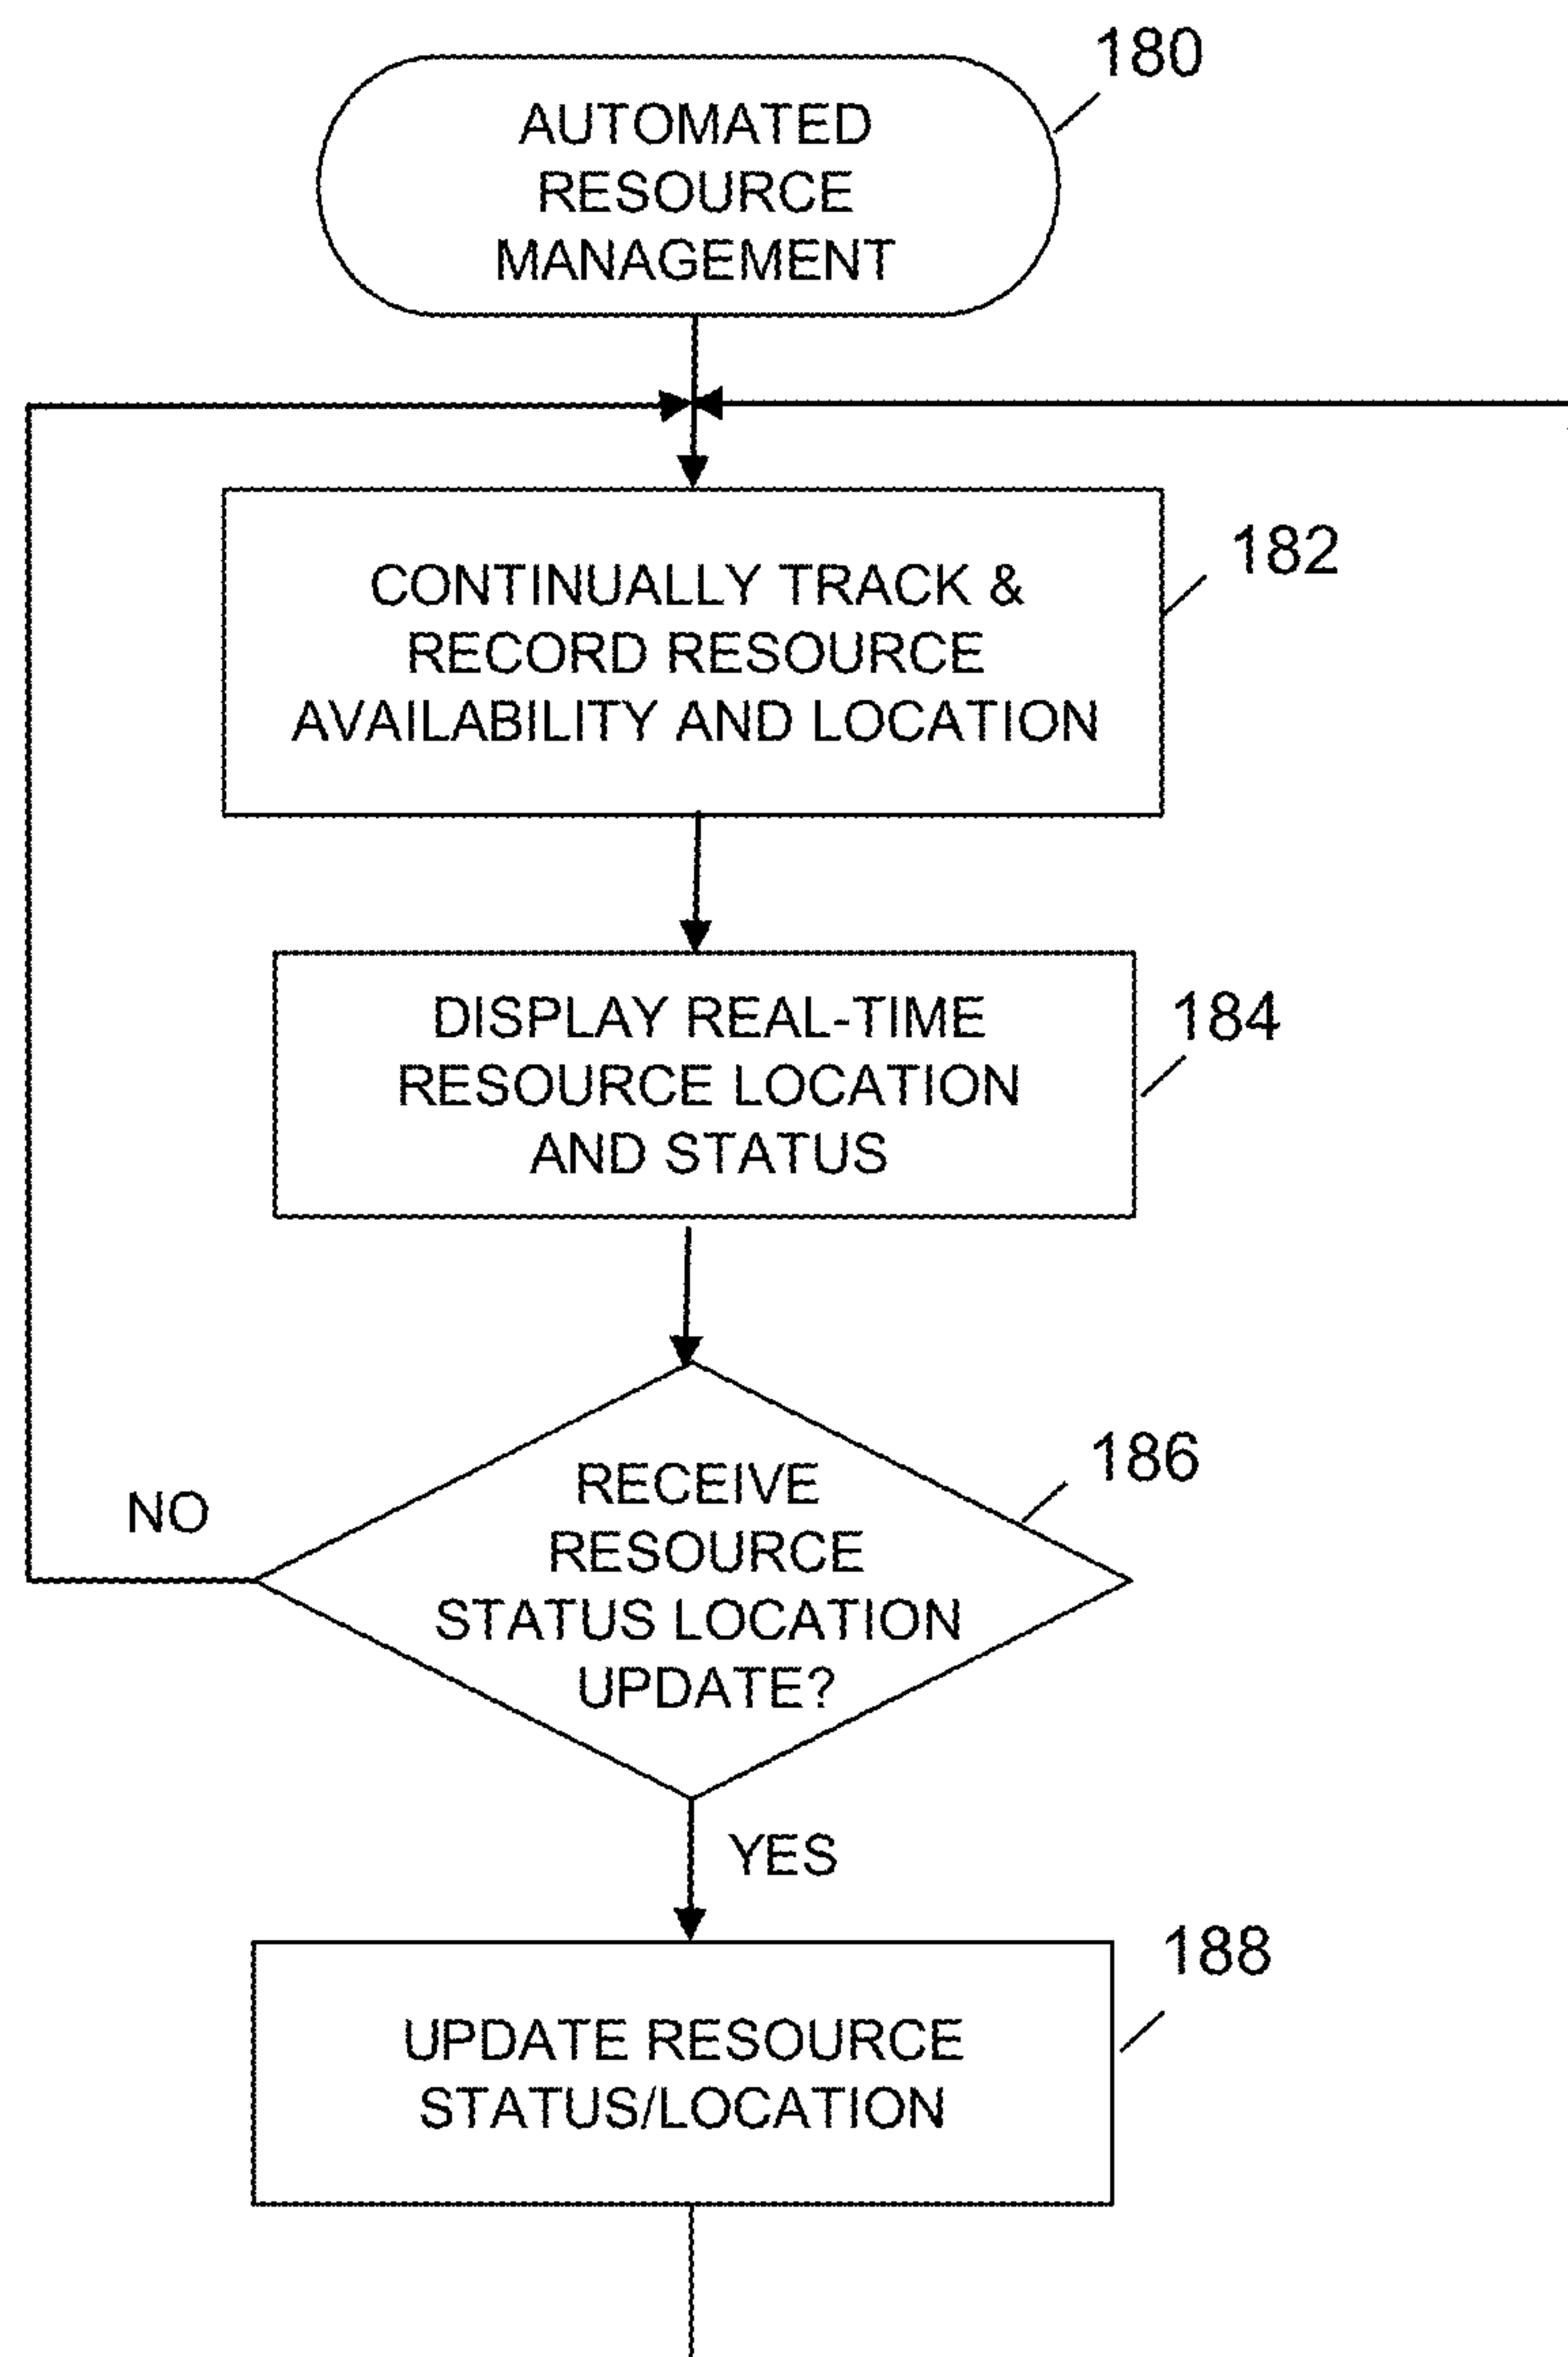 180
AUTOMATED
RESOURCE
MANAGEMENT
182
CONTINUALLY TRACK &
RECORD RESOURCE
AVAILABILITY AND LOCATION
184
DISPLAY REAL-TIME
RESOURCE LOCATION
AND STATUS
186
RECEIVE
RESOURCE
STATUS LOCATION
UPDATE?
NO
YES
188
UPDATE RESOURCE
STATUS/LOCATION